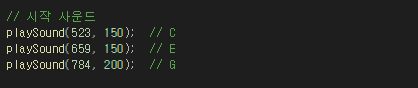 // 시작 사운드
playSound(523, 150);  // C
playSound(659, 150);  // E
playSound(784, 200);  // G